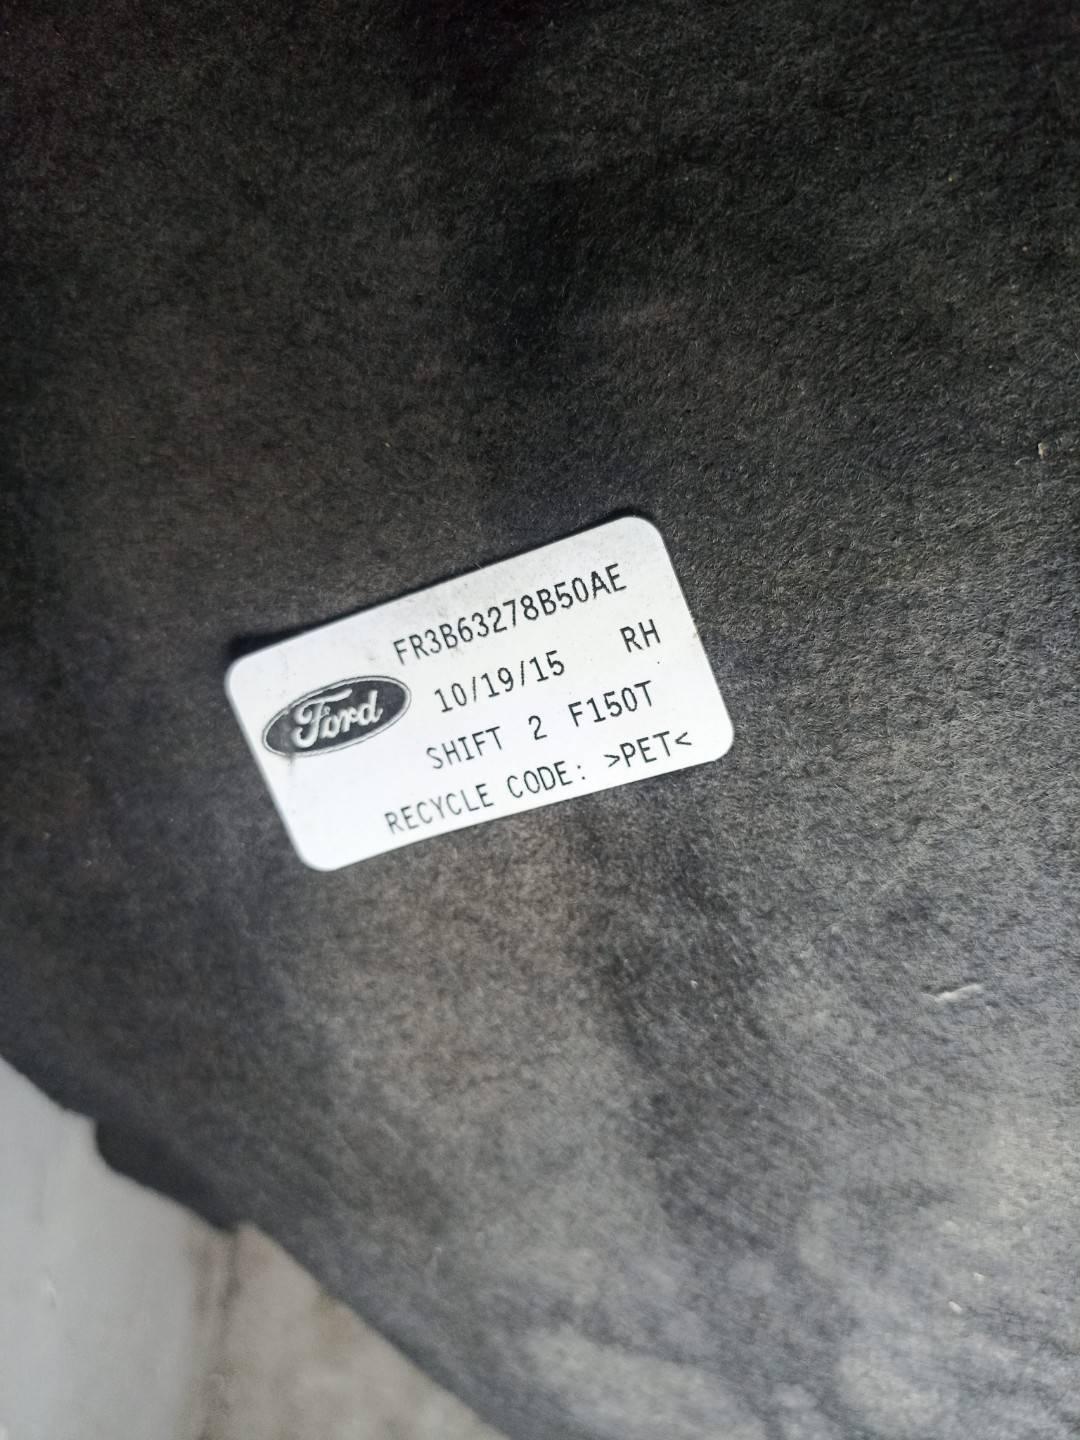 FR3B63278B50AE
Ford 10/19/15 RH
SHIFT 2 F150T
RECYCLE CODE: >PET<